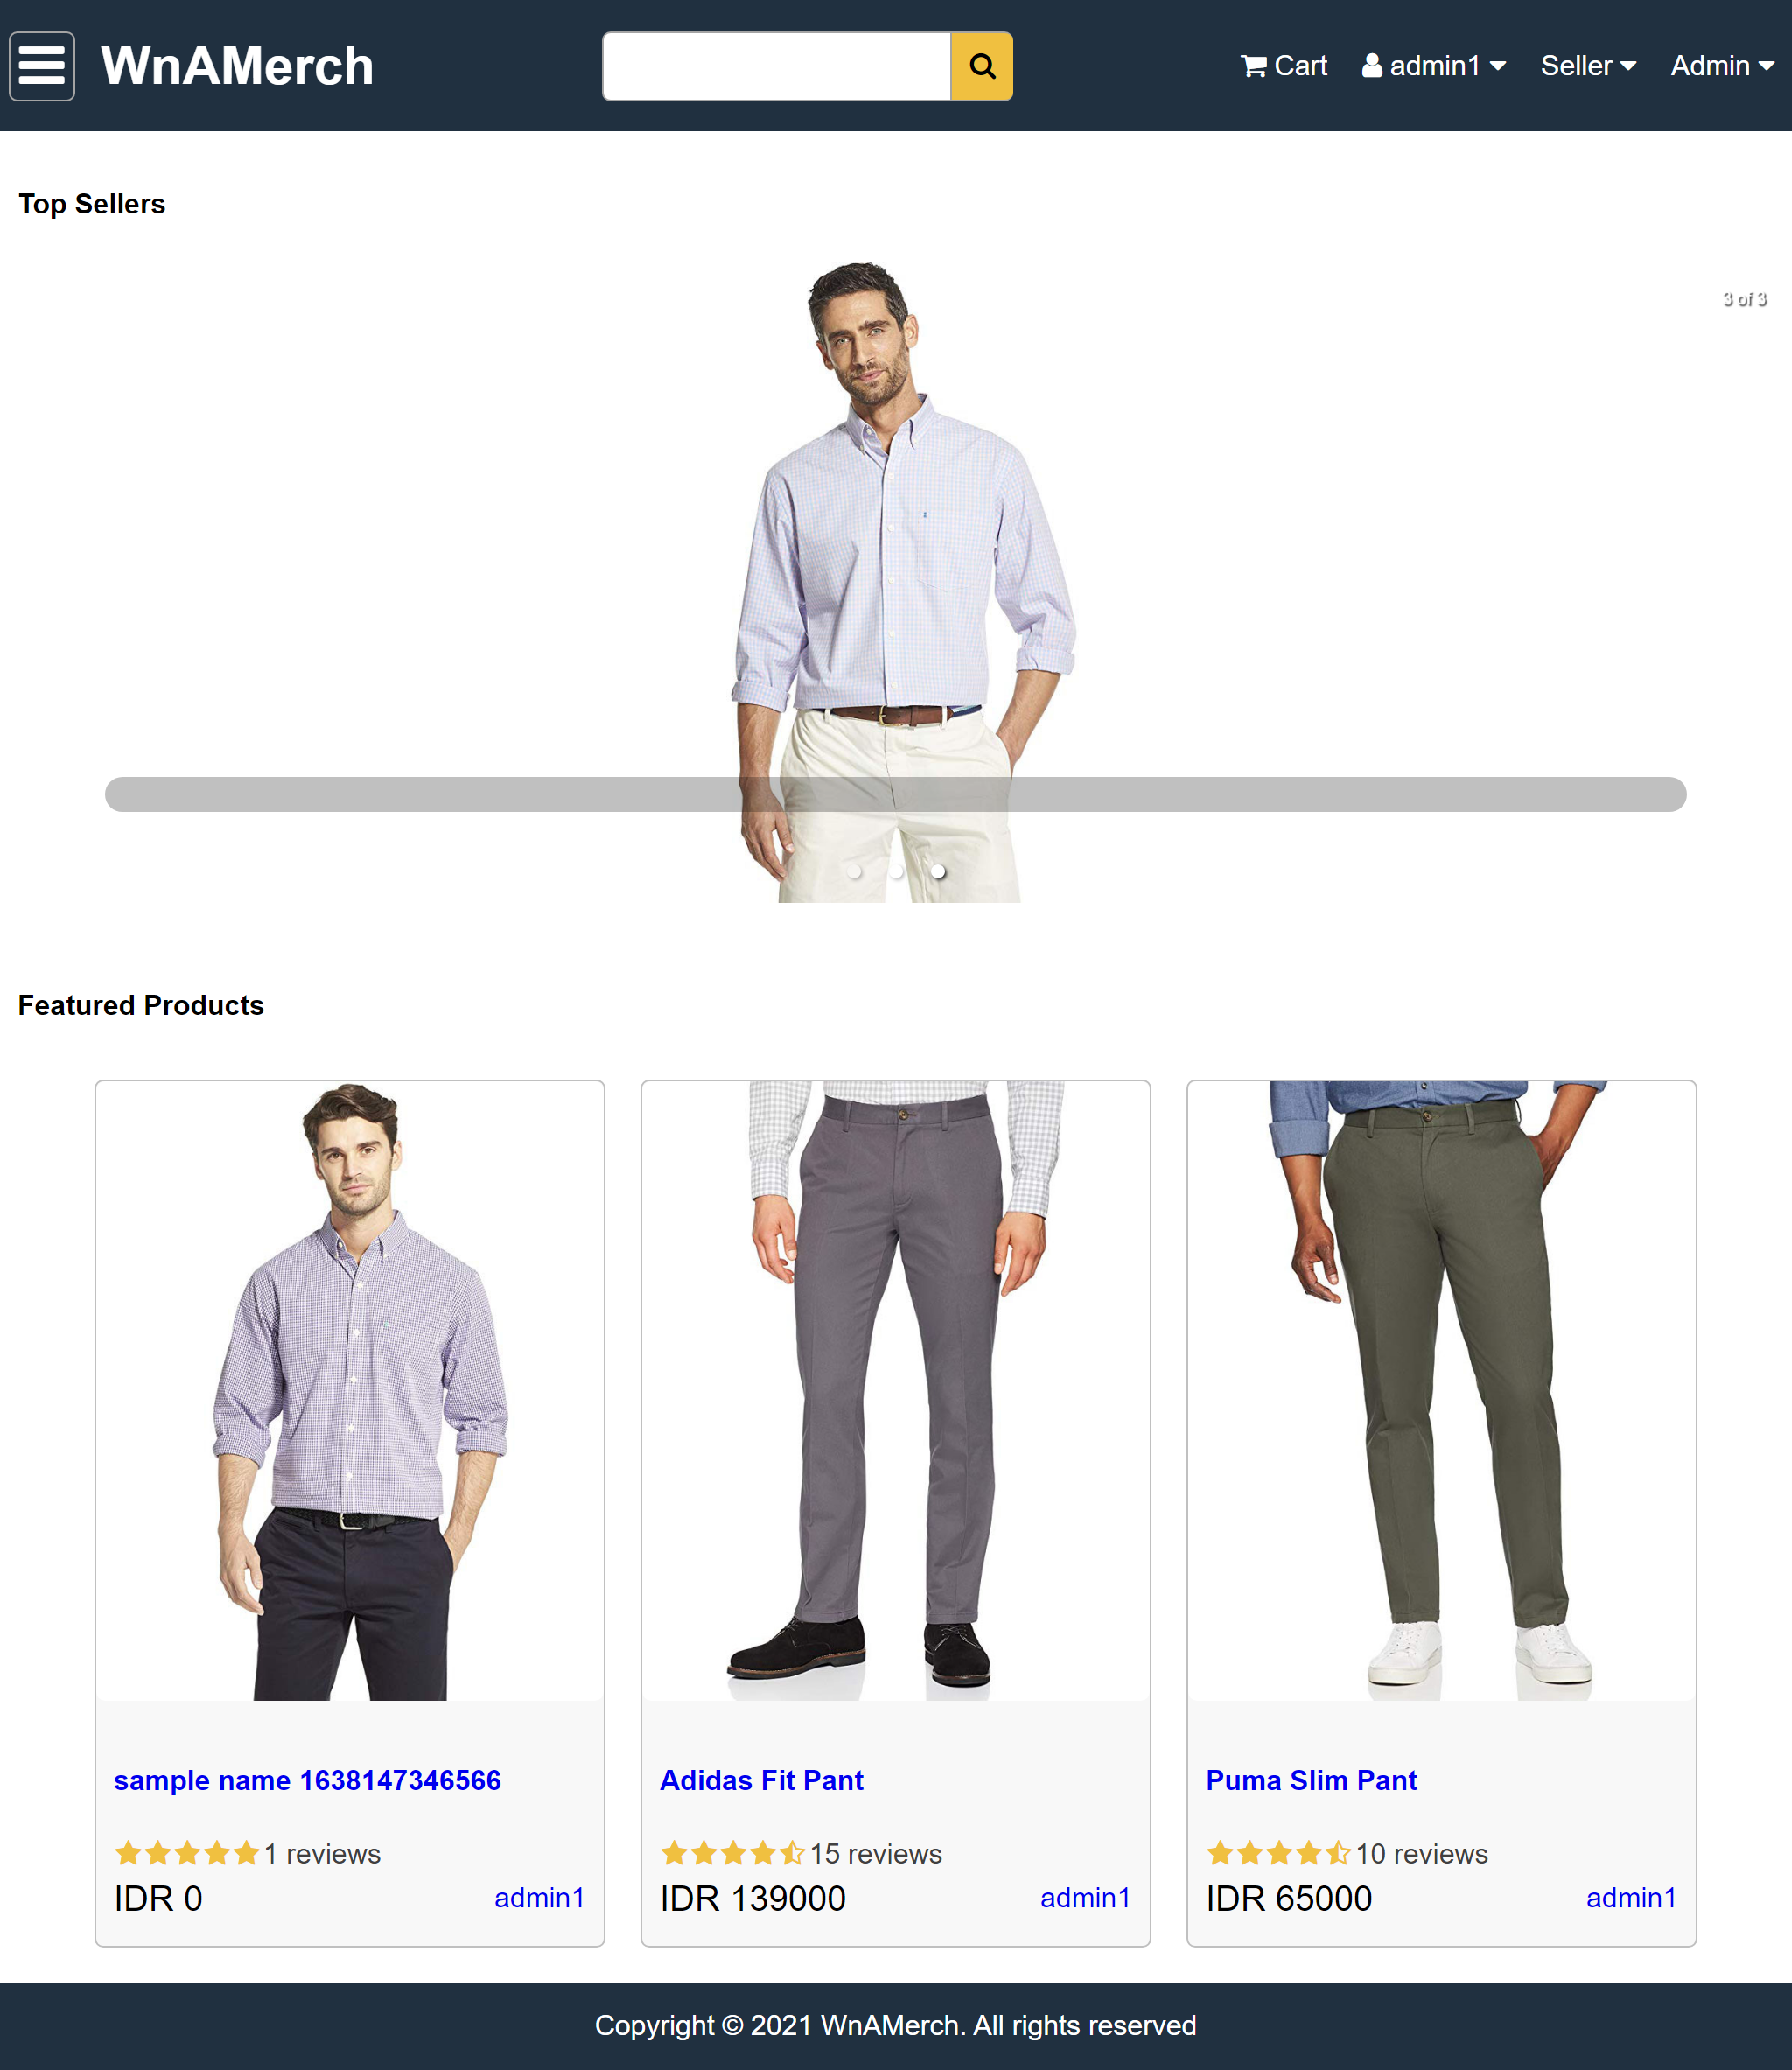 WnAMerch
Cart admin1 Seller Admin
Top Sellers
3 of 3
Featured Products
sample name 1638147346566
1 reviews
IDR 0 admin1
Adidas Fit Pant
15 reviews
IDR 139000 admin1
Puma Slim Pant
10 reviews
IDR 65000 admin1
Copyright © 2021 WnAMerch. All rights reserved